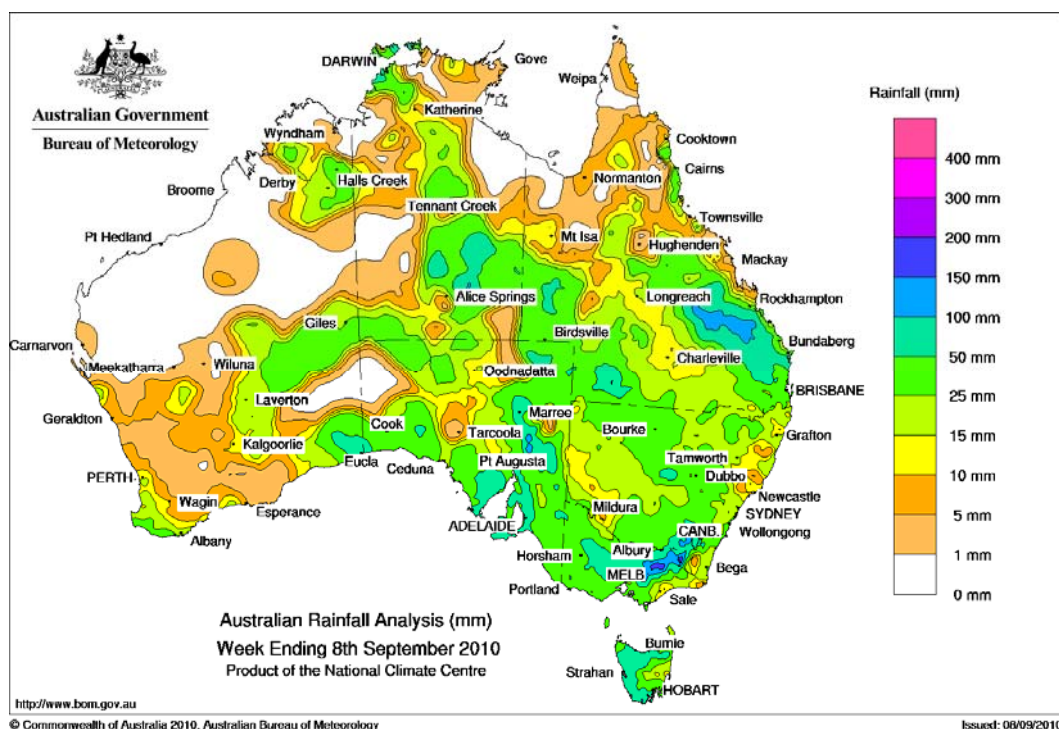 Australian Government
Bureau of Meteorology
DARWIN
Gove
Weipa
Katherine
Wyndham
Cooktown
Cairns
Derby
Halls Creek
Normanton
Broome
Tennant Creek
Townsville
Pt Hedland
Mt Isa
Hughenden
Mackay
Alice Springs
Longreach
Rockhampton
Giles
Birdsville
Carnarvon
Meekatharra
Wiluna
Charleville
Bundaberg
Oodnadatta
BRISBANE
Laverton
Marree
Geraldton
Cook
Tarcoola
Bourke
Grafton
Kalgoorlie
Eucla
Ceduna
Pt Augusta
Tamworth
PERTH
Dubbo
Wagin
Esperance
Mildura
Newcastle
SYDNEY
ADELAIDE
Wollongong
CANB.
Albany
Horsham
Albury
MELB
Bega
Portland
Sale
Burnie
Strahan
HOBART
Rainfall (mm)
400 mm
300 mm
200 mm
150 mm
100 mm
50 mm
25 mm
15 mm
10 mm
5 mm
1 mm
0 mm
Australian Rainfall Analysis (mm)
Week Ending 8th September 2010
Product of the National Climate Centre
http://www.bom.gov.au
© Commonwealth of Australia 2010, Australian Bureau of Meteorology
Issued: 08/09/2010